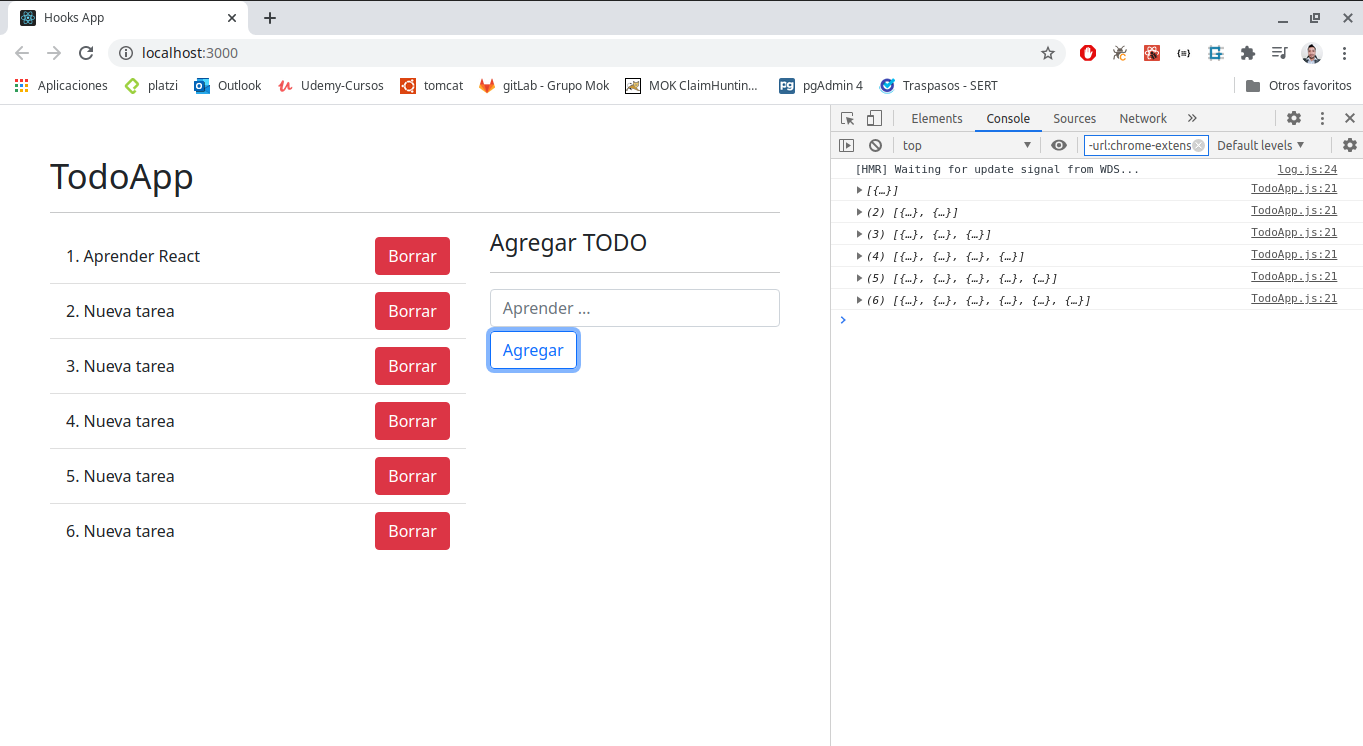 Hooks App
localhost:3000
Aplicaciones platzi Outlook Udemy-Cursos tomcat gitLab - Grupo Mok MOK ClaimHuntin... pgAdmin 4 Traspasos - SERT Otros favoritos
TodoApp
1. Aprender React Borrar
2. Nueva tarea Borrar
3. Nueva tarea Borrar
4. Nueva tarea Borrar
5. Nueva tarea Borrar
6. Nueva tarea Borrar
Agregar TODO
Aprender ...
Agregar
Elements Console Sources Network »
top -url:chrome-extens Default levels
[HMR] Waiting for update signal from WDS... log.js:24
[{…}] TodoApp.js:21
(2) [{…}, {…}] TodoApp.js:21
(3) [{…}, {…}, {…}] TodoApp.js:21
(4) [{…}, {…}, {…}, {…}] TodoApp.js:21
(5) [{…}, {…}, {…}, {…}, {…}] TodoApp.js:21
(6) [{…}, {…}, {…}, {…}, {…}, {…}] TodoApp.js:21